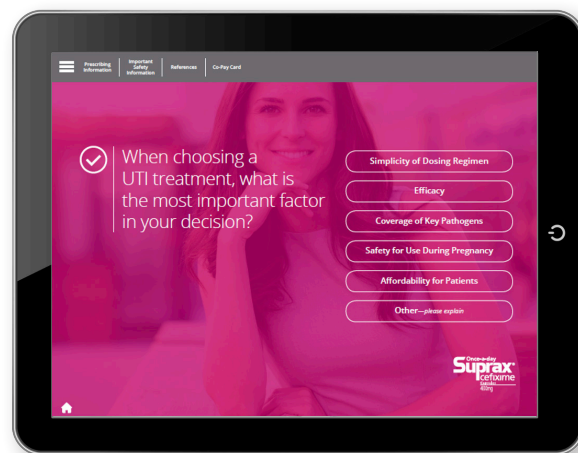 Prescribing
Information
Important
Safety
Information
References
Co-Pay Card
When choosing a
UTI treatment, what is
the most important factor
in your decision?
Simplicity of Dosing Regimen
Efficacy
Coverage of Key Pathogens
Safety for Use During Pregnancy
Affordability for Patients
Other—please explain
Once-a-day
Suprax®
cefixime
400mg